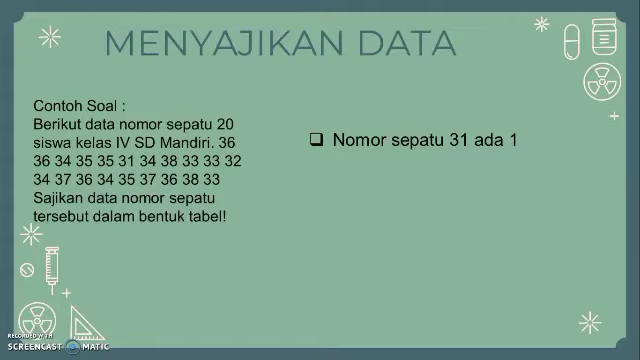 MENYAJIKAN DATA
Contoh Soal :
Berikut data nomor sepatu 20
siswa kelas IV SD Mandiri. 36
36 34 35 35 31 34 38 33 33 32
34 37 36 34 35 37 36 38 33
Sajikan data nomor sepatu
tersebut dalam bentuk tabel!
❑ Nomor sepatu 31 ada 1
RECORDED WITH
SCREENCAST MATIC